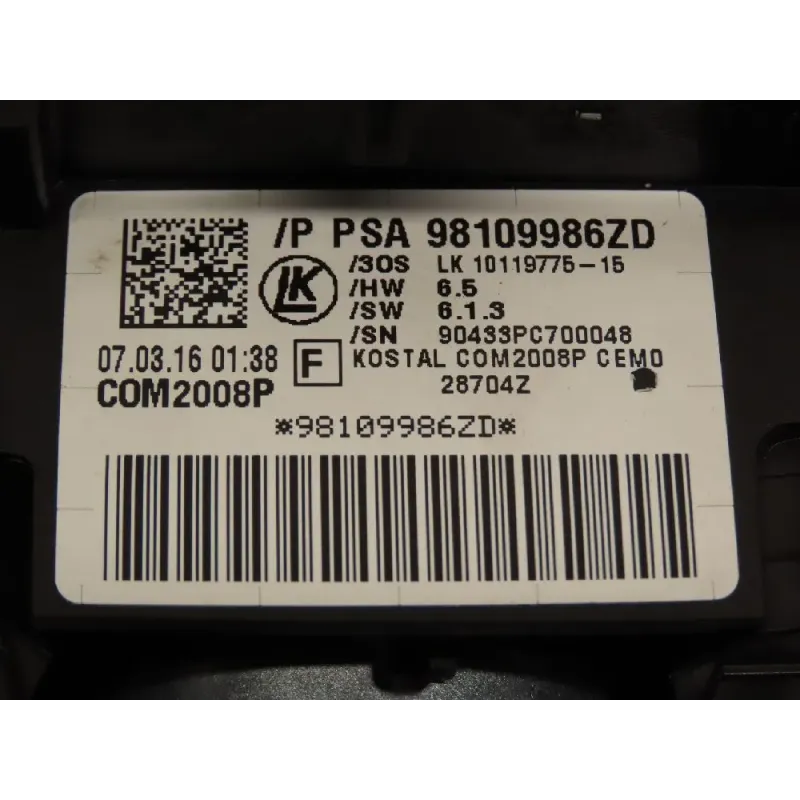 /P PSA 98109986ZD
/3OS LK 10119775-15
LK
/HW 6.5
/SW 6.1.3
/SN 90433PC700048
07.03.16 01:38 F KOSTAL COM2008P CEM0
COM2008P 28704Z
*98109986ZD*